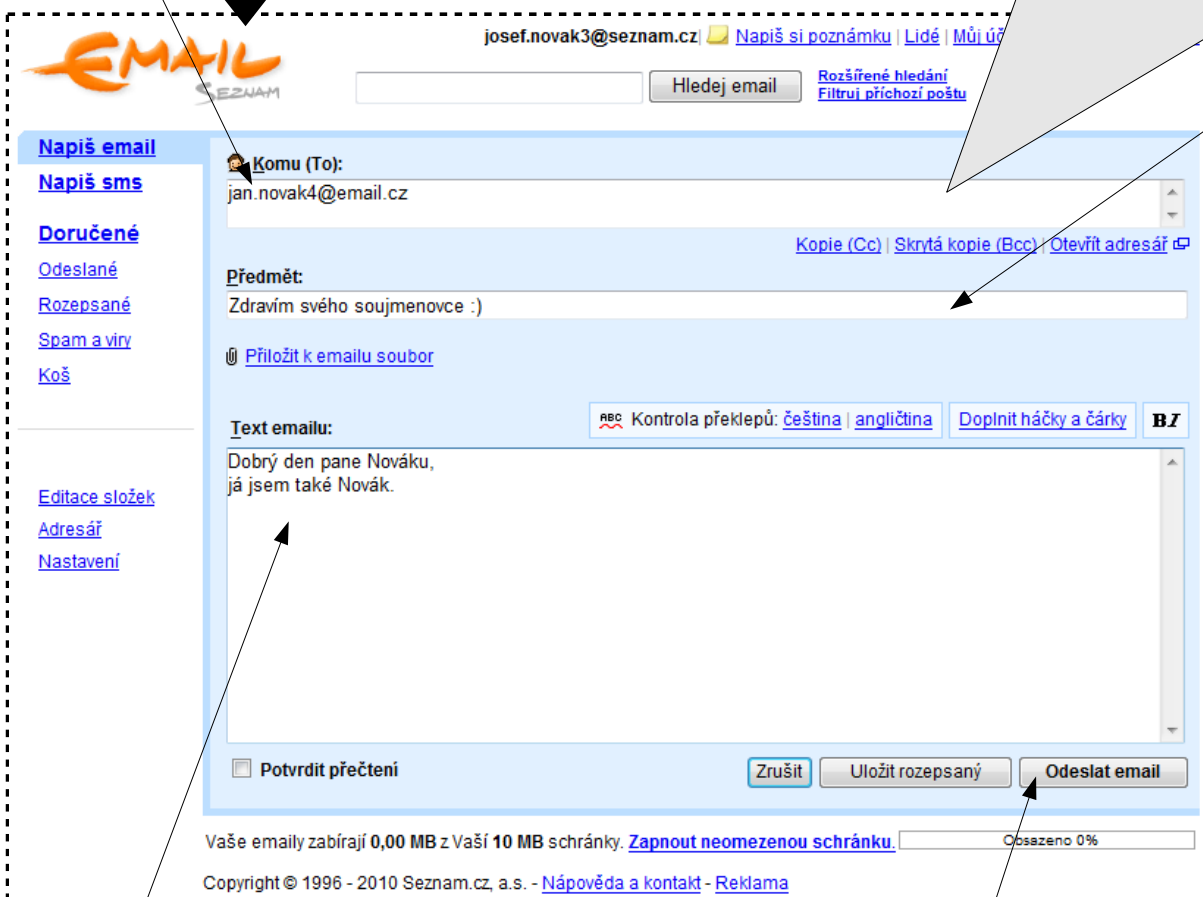 EMAIL
SEZNAM
josef.novak3@seznam.cz| Napiš si poznámku | Lidé | Můj
Hledej email
Rozšířené hledání
Filtruj příchozí poštu
Napiš email
Napiš sms
Doručené
Odeslané
Rozepsané
Spam a viry
Koš
Editace složek
Adresář
Nastavení
Komu (To):
jan.novak4@email.cz
Kopie (Cc) | Skrytá kopie (Bcc) | Otevřít adresář
Předmět:
Zdravím svého soujmenovce :)
Přiložit k emailu soubor
Text emailu:
ABC Kontrola překlepů: čeština | angličtina
Doplnit háčky a čárky
BI
Dobrý den pane Nováku,
já jsem také Novák.
Potvrdit přečtení
Zrušit
Uložit rozepsaný
Odeslat email
Vaše emaily zabírají 0,00 MB z Vaší 10 MB schránky. Zapnout neomezenou schránku.
Obsazeno 0%
Copyright © 1996 - 2010 Seznam.cz, a.s. - Nápověda a kontakt - Reklama